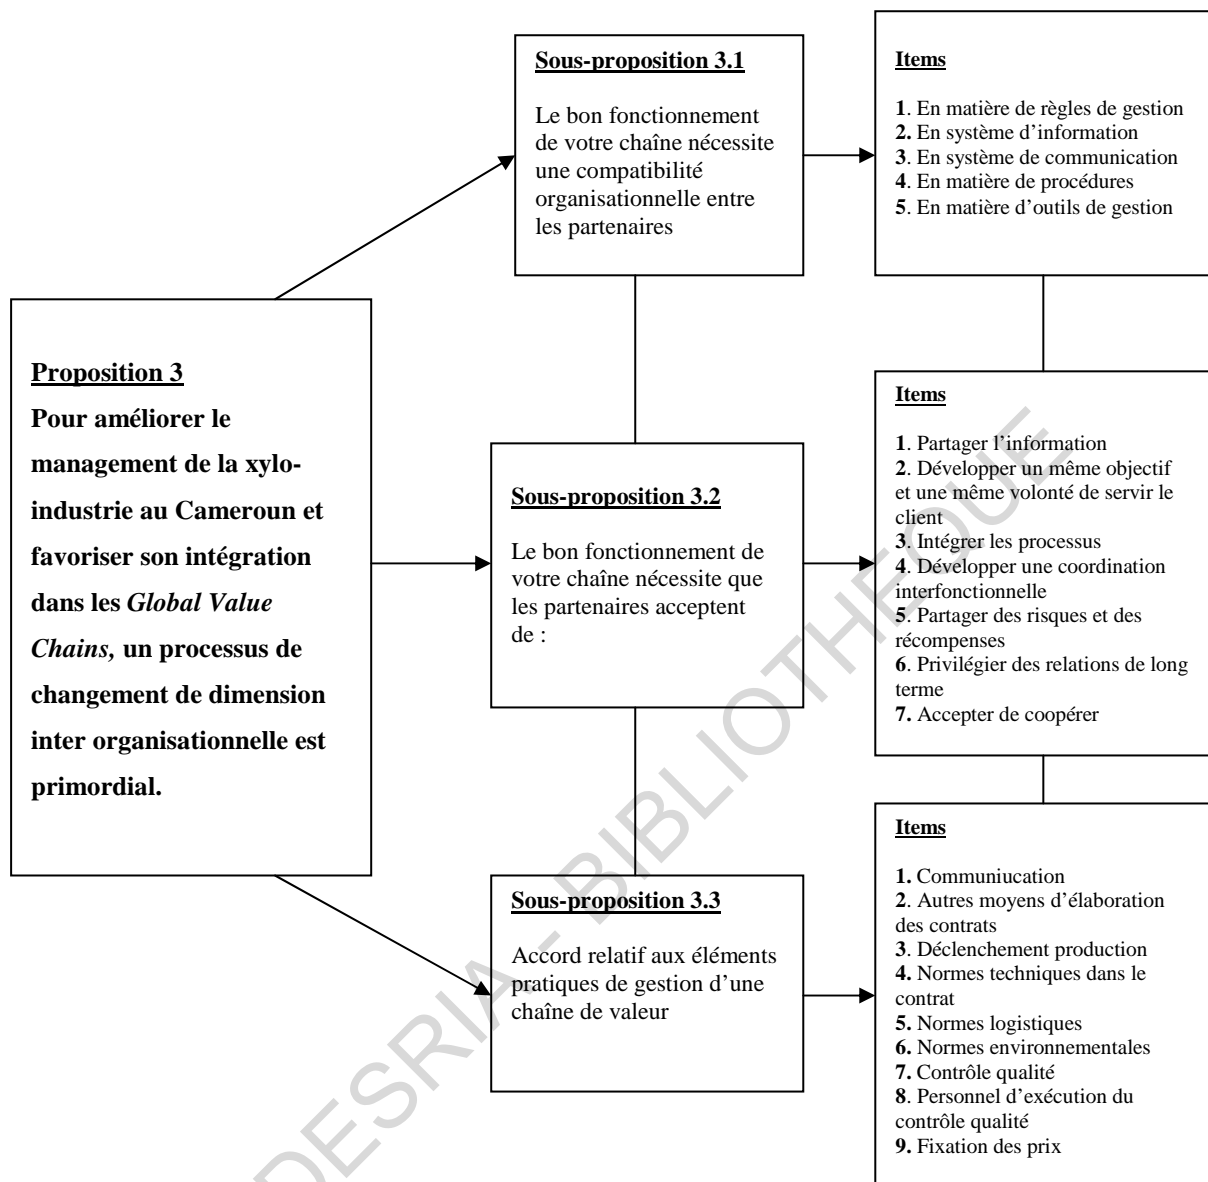 Sous-proposition 3.1
Le bon fonctionnement
de votre chaîne nécessite
une compatibilité
organisationnelle entre
les partenaires
Items
1. En matière de règles de gestion
2. En système d’information
3. En système de communication
4. En matière de procédures
5. En matière d’outils de gestion
Proposition 3
Pour améliorer le
management de la xylo-
industrie au Cameroun et
favoriser son intégration
dans les Global Value
Chains, un processus de
changement de dimension
inter organisationnelle est
primordial.
Sous-proposition 3.2
Le bon fonctionnement de
votre chaîne nécessite que
les partenaires acceptent
de :
Items
1. Partager l’information
2. Développer un même objectif
et une même volonté de servir le
client
3. Intégrer les processus
4. Développer une coordination
interfonctionnelle
5. Partager des risques et des
récompenses
6. Privilégier des relations de long
terme
7. Accepter de coopérer
Sous-proposition 3.3
Accord relatif aux éléments
pratiques de gestion d’une
chaîne de valeur
Items
1. Communiucation
2. Autres moyens d’élaboration
des contrats
3. Déclenchement production
4. Normes techniques dans le
contrat
5. Normes logistiques
6. Normes environnementales
7. Contrôle qualité
8. Personnel d’exécution du
contrôle qualité
9. Fixation des prix
DESRIA - BIBLIOTHEQUE